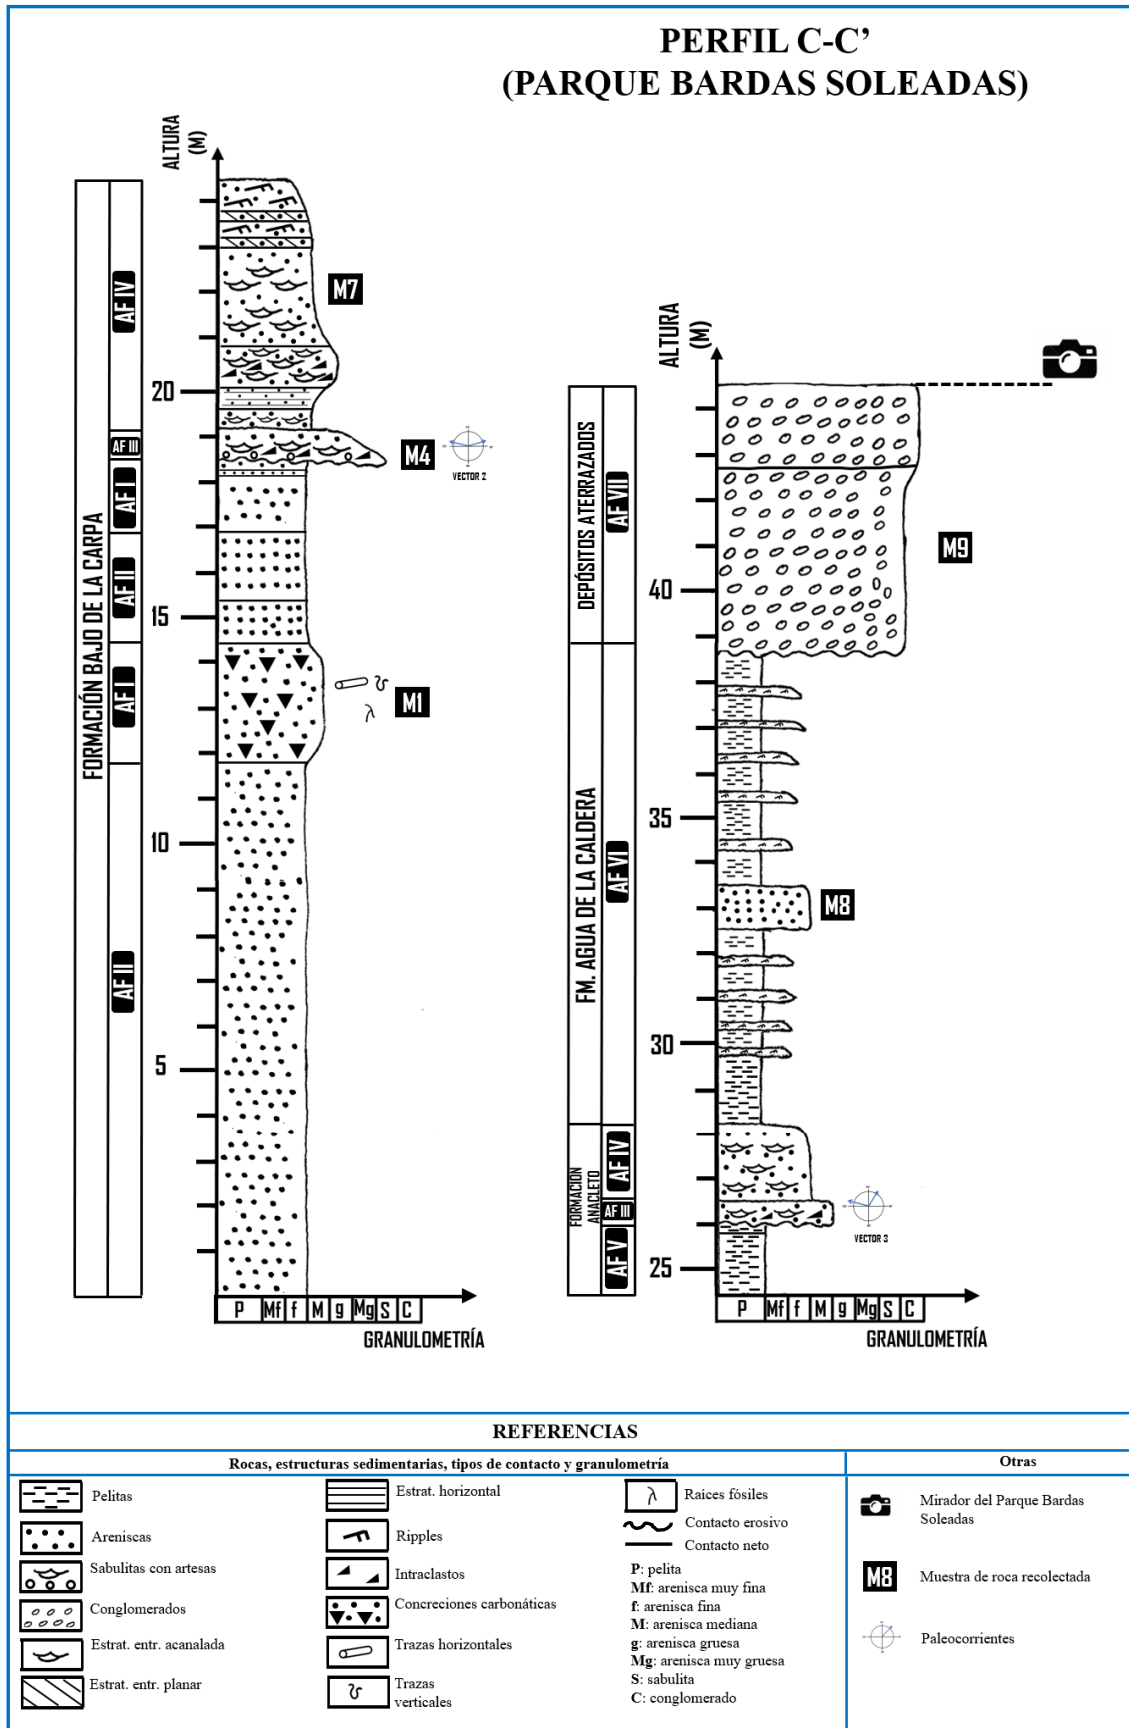 PERFIL C-C’
(PARQUE BARDAS SOLEADAS)
ALTURA
(M)
FORMACIÓN BAJO DE LA CARPA
AF IV
AF III
AF I
AF II
AF I
AF II
20
15
10
5
M7
M4
VECTOR 2
M1
P Mf f M g Mg S C
GRANULOMETRÍA
ALTURA
(M)
DEPÓSITOS ATERRAZADOS
FM. AGUA DE LA CALDERA
FORMACION
ANACLETO
AF VII
AF VI
AF IV
AF III
AF V
40
35
30
25
M9
M8
VECTOR 3
P Mf f M g Mg S C
GRANULOMETRÍA
REFERENCIAS
Rocas, estructuras sedimentarias, tipos de contacto y granulometría
Otras
Pelitas
Areniscas
Sabulitas con artesas
Conglomerados
Estrat. entr. acanalada
Estrat. entr. planar
Estrat. horizontal
Ripples
Intraclastos
Concreciones carbonáticas
Trazas horizontales
Trazas
verticales
Raíces fósiles
Contacto erosivo
Contacto neto
P: pelita
Mf: arenisca muy fina
f: arenisca fina
M: arenisca mediana
g: arenisca gruesa
Mg: arenisca muy gruesa
S: sabulita
C: conglomerado
Mirador del Parque Bardas
Soleadas
M8
Muestra de roca recolectada
Paleocorrientes